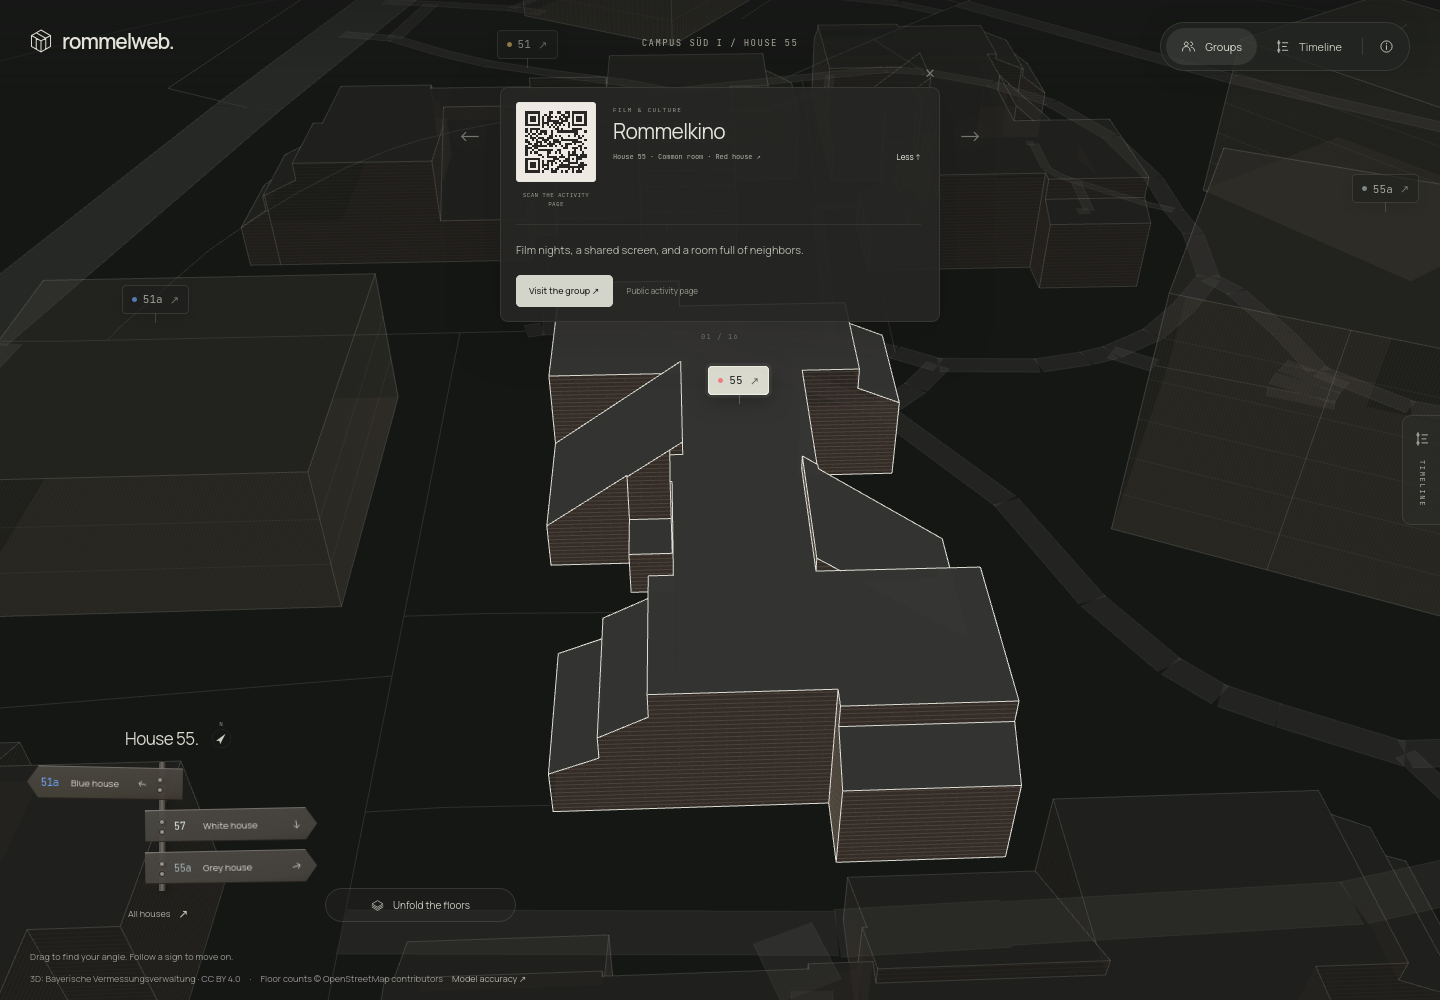 rommelweb.
51 ↗
CAMPUS SÜD I / HOUSE 55
Groups
Timeline
×
FILM & CULTURE
Rommelkino
House 55 · Common room · Red house ↗
Less ↑
SCAN THE ACTIVITY
PAGE
←
→
55a ↗
Film nights, a shared screen, and a room full of neighbors.
Visit the group ↗
Public activity page
51a ↗
01 / 16
55 ↗
TIMELINE
N
House 55.
51a Blue house ←
57 White house ↓
55a Grey house →
All houses ↗
Unfold the floors
Drag to find your angle. Follow a sign to move on.
3D: Bayerische Vermessungsverwaltung · CC BY 4.0 · Floor counts © OpenStreetMap contributors Model accuracy ↗